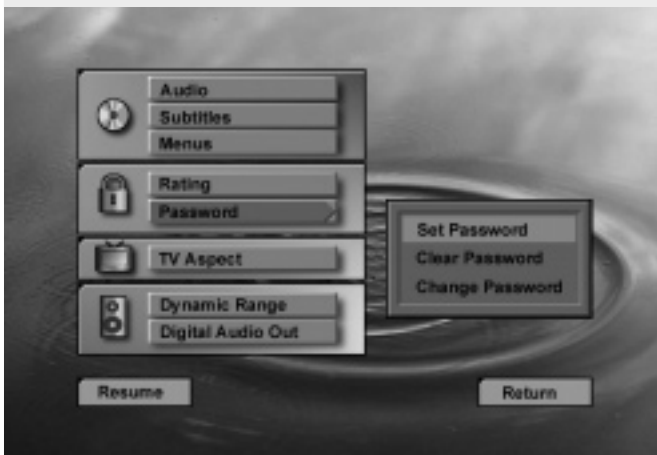 Audio
Subtitles
Menus
Rating
Password
Set Password
Clear Password
Change Password
TV Aspect
Dynamic Range
Digital Audio Out
Resume
Return